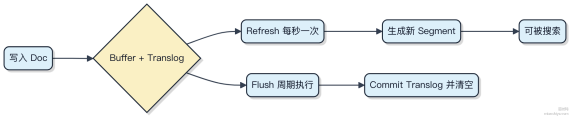 写入 Doc
Buffer + Translog
Refresh 每秒一次
生成新 Segment
可被搜索
Flush 周期执行
Commit Translog 并清空